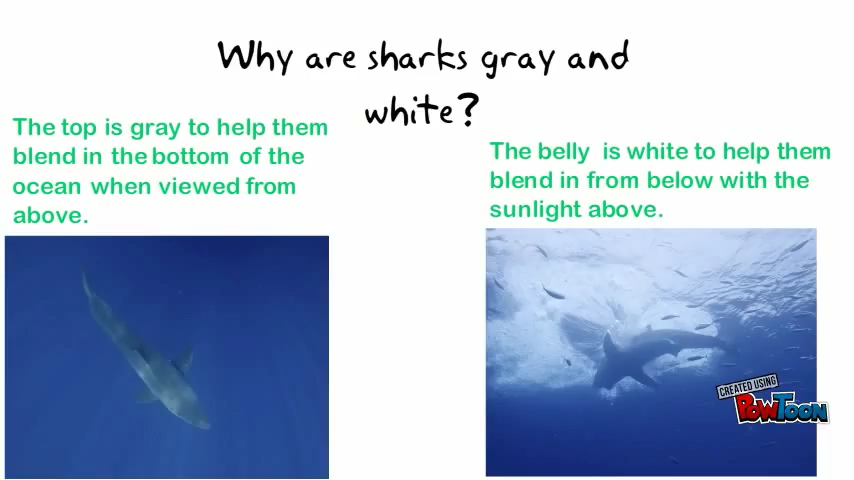 Why are sharks gray and
white?
The top is gray to help them
blend in the bottom of the
ocean when viewed from
above.
The belly is white to help them
blend in from below with the
sunlight above.
CREATED USING
POWTOON